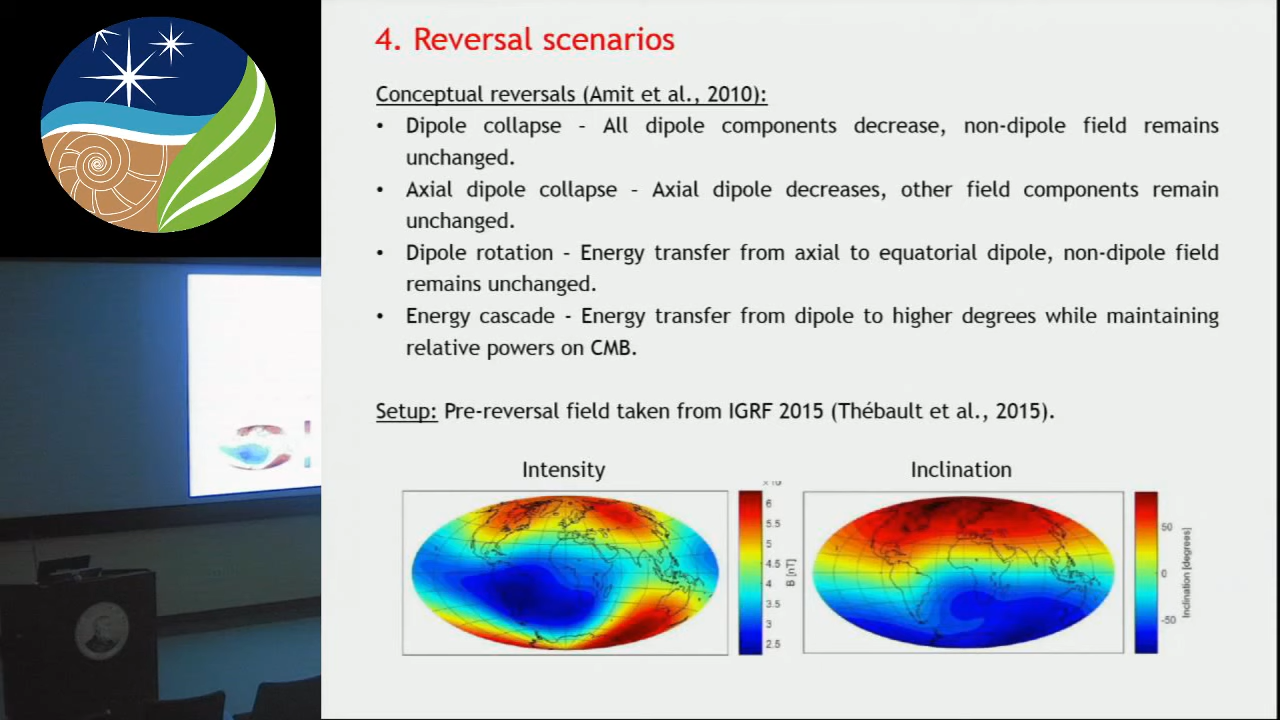 4. Reversal scenarios
Conceptual reversals (Amit et al., 2010):
• Dipole collapse – All dipole components decrease, non-dipole field remains
unchanged.
• Axial dipole collapse – Axial dipole decreases, other field components remain
unchanged.
• Dipole rotation – Energy transfer from axial to equatorial dipole, non-dipole field
remains unchanged.
• Energy cascade - Energy transfer from dipole to higher degrees while maintaining
relative powers on CMB.
Setup: Pre-reversal field taken from IGRF 2015 (Thébault et al., 2015).
Intensity
Inclination
6
5.5
5
4.5
4
3.5
3
2.5
B [nT]
50
0
-50
Inclination [degrees]